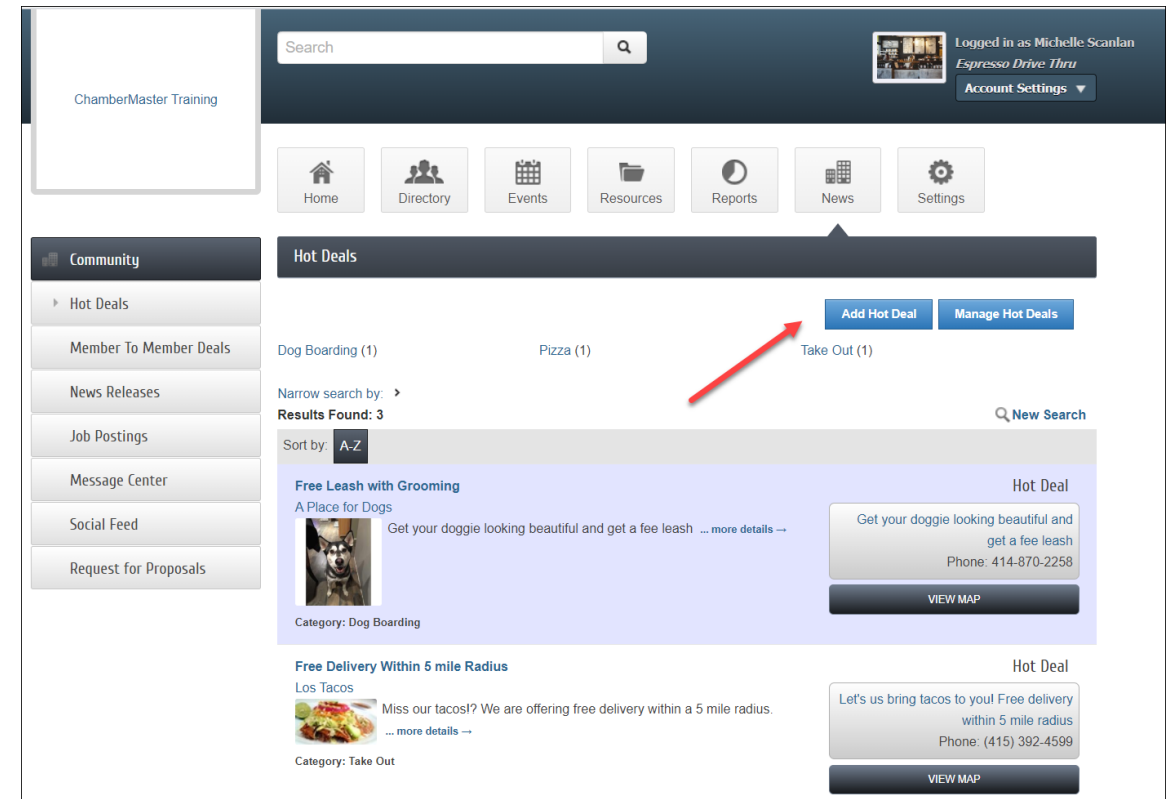 Search
Logged in as Michelle Scanlan
Espresso Drive Thru
Account Settings
ChamberMaster Training
Home
Directory
Events
Resources
Reports
News
Settings
Community
Hot Deals
Member To Member Deals
News Releases
Job Postings
Message Center
Social Feed
Request for Proposals
Hot Deals
Add Hot Deal
Manage Hot Deals
Dog Boarding (1)
Pizza (1)
Take Out (1)
Narrow search by:
Results Found: 3
New Search
Sort by: A-Z
Free Leash with Grooming
A Place for Dogs
Get your doggie looking beautiful and get a fee leash ... more details →
Category: Dog Boarding
Hot Deal
Get your doggie looking beautiful and
get a fee leash
Phone: 414-870-2258
VIEW MAP
Free Delivery Within 5 mile Radius
Los Tacos
Miss our tacos!? We are offering free delivery within a 5 mile radius.
... more details →
Category: Take Out
Hot Deal
Let's us bring tacos to you! Free delivery
within 5 mile radius
Phone: (415) 392-4599
VIEW MAP